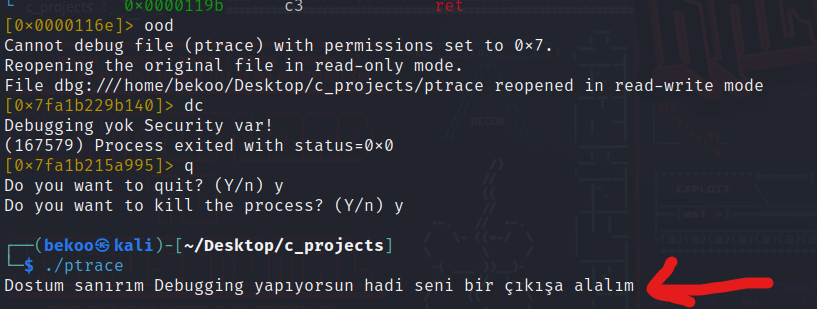 c_projects : 0x0000119b c3 ret
[0x0000116e]> ood
Cannot debug file (ptrace) with permissions set to 0x7.
Reopening the original file in read-only mode.
File dbg:///home/bekoo/Desktop/c_projects/ptrace reopened in read-write mode
[0x7fa1b229b140]> dc
Debugging yok Security var!
(167579) Process exited with status=0x0
[0x7fa1b215a995]> q
Do you want to quit? (Y/n) y
Do you want to kill the process? (Y/n) y
┌──(bekoo㉿kali)-[~/Desktop/c_projects]
└─$ ./ptrace
Dostum sanırım Debugging yapıyorsun hadi seni bir çıkışa alalım
RECON
EXPLOIT